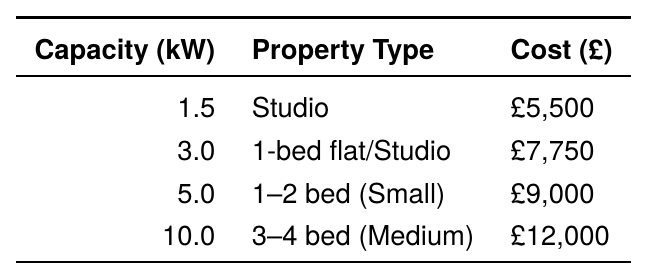 Capacity (kW) Property Type Cost (£)
1.5 Studio £5,500
3.0 1-bed flat/Studio £7,750
5.0 1–2 bed (Small) £9,000
10.0 3–4 bed (Medium) £12,000